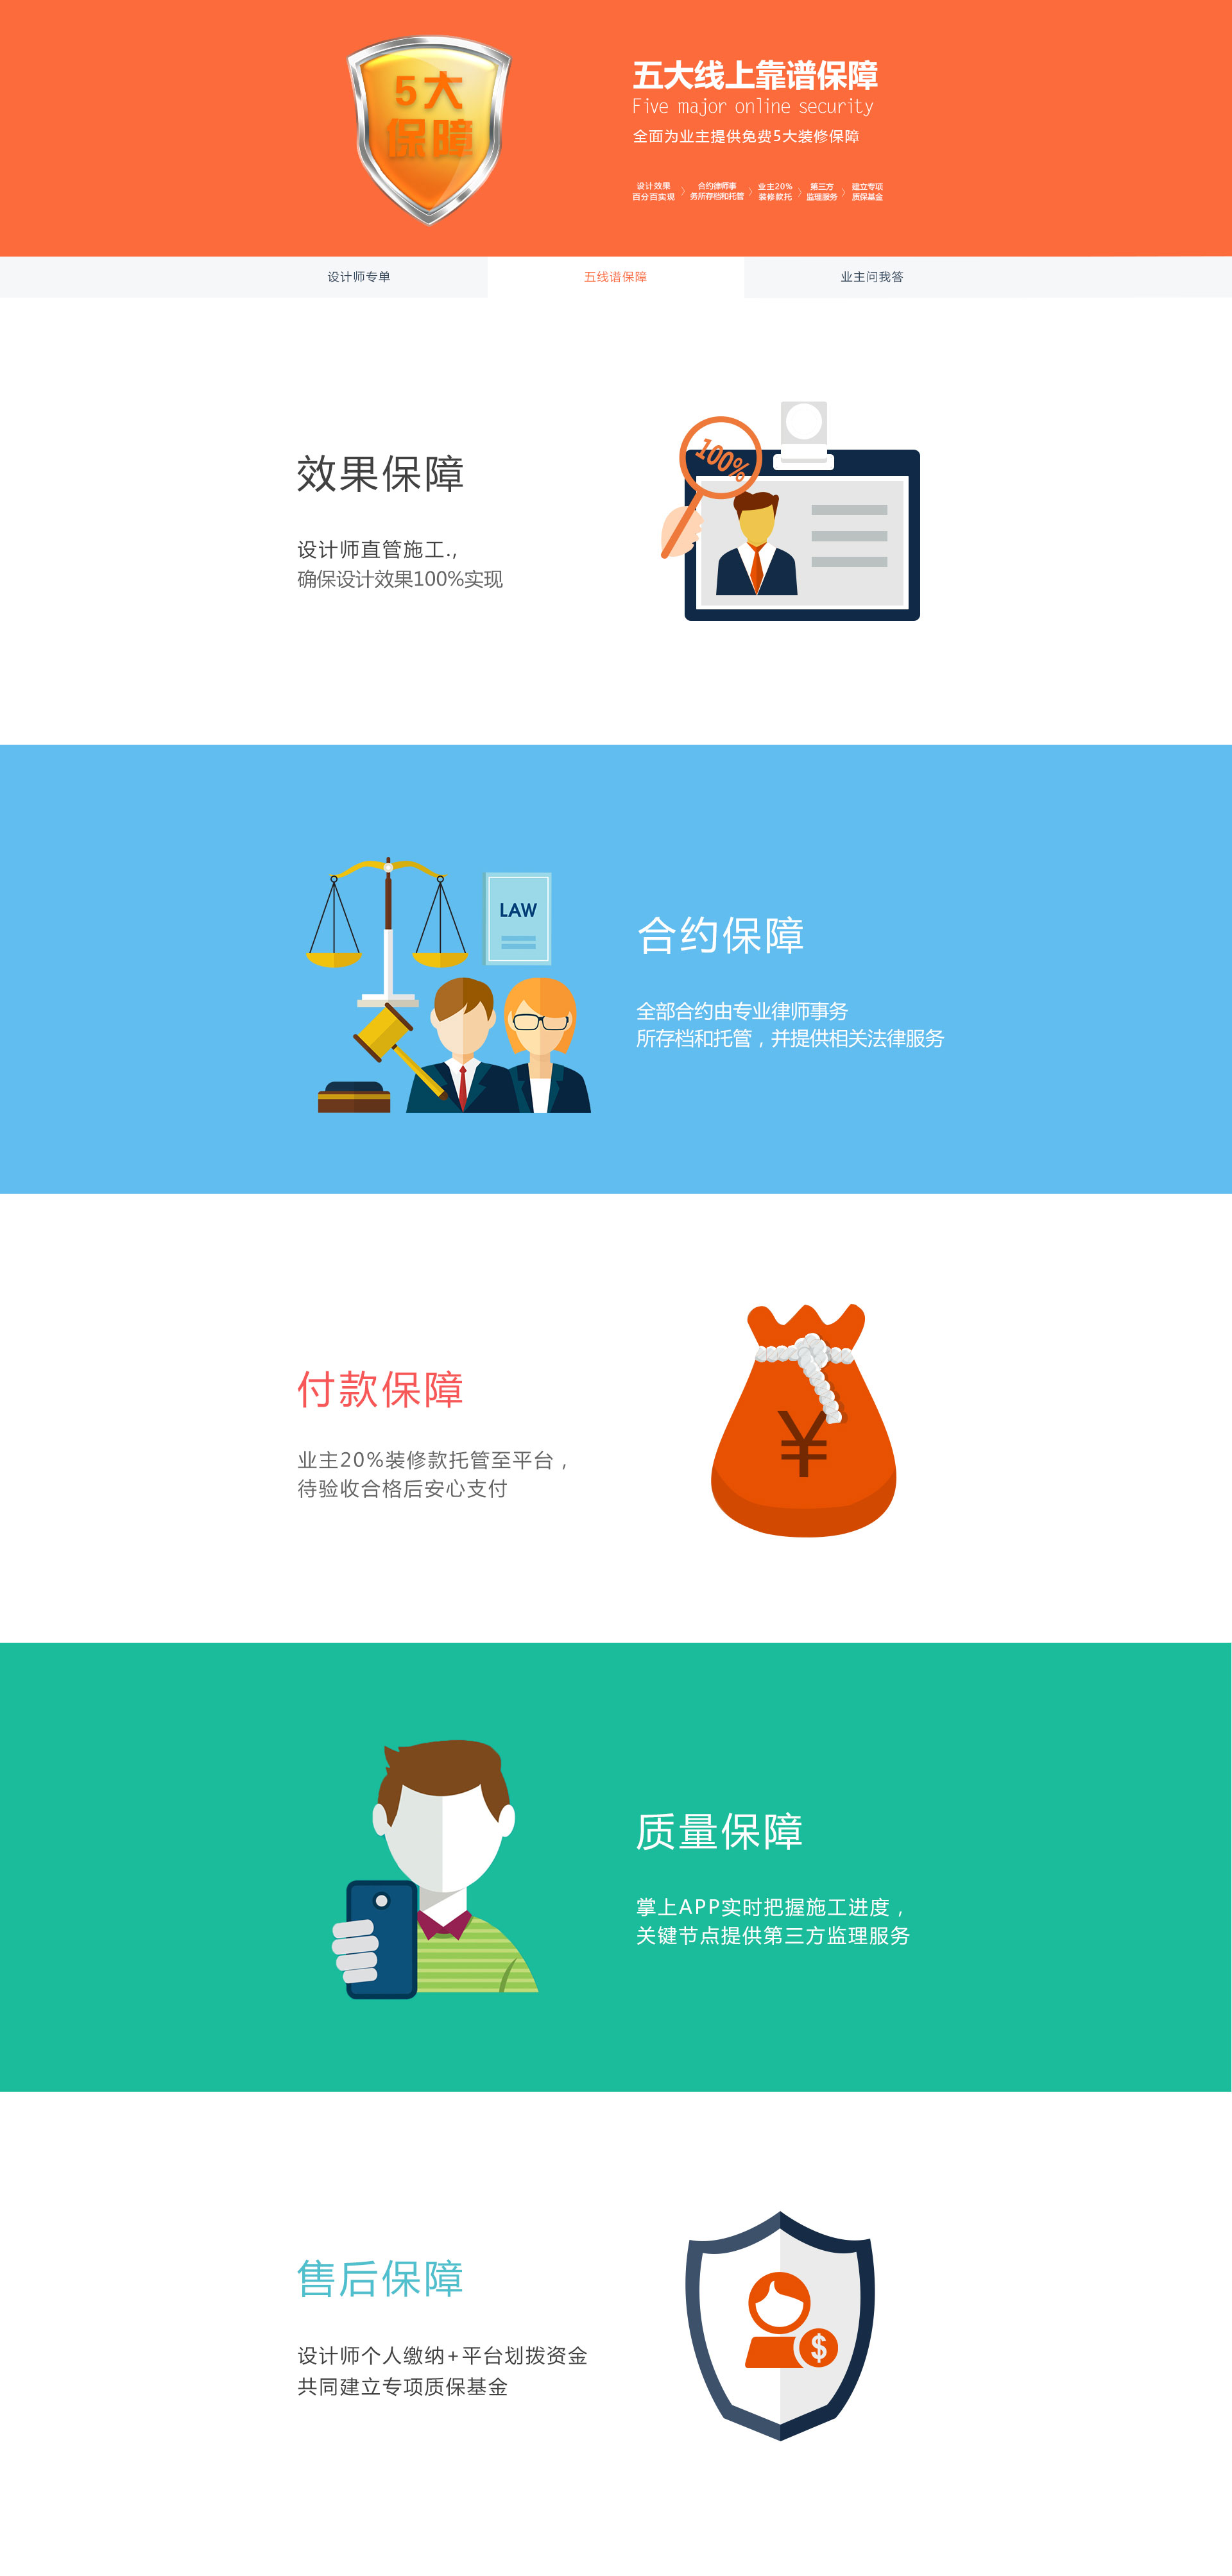 5大
保障
五大线上靠谱保障
Five major online security
全面为业主提供免费5大装修保障
设计效果
百分百实现
合约律师事
务所存档和托管
业主20%
装修款托
第三方
监理服务
建立专项
质保基金
设计师专单
五线谱保障
业主问我答
效果保障
100%
设计师直管施工.,
确保设计效果100%实现
LAW
合约保障
全部合约由专业律师事务
所存档和托管，并提供相关法律服务
付款保障
¥
业主20%装修款托管至平台，
待验收合格后安心支付
质量保障
掌上APP实时把握施工进度，
关键节点提供第三方监理服务
售后保障
$
设计师个人缴纳+平台划拨资金
共同建立专项质保基金